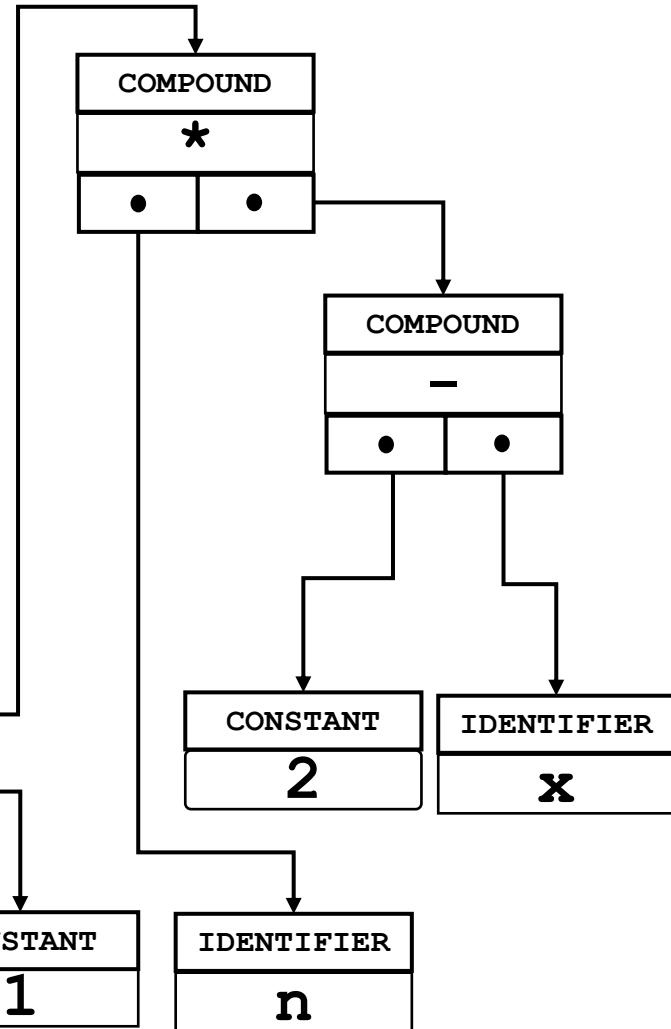 COMPOUND
*
COMPOUND
-
CONSTANT
2
IDENTIFIER
x
STANT
1
IDENTIFIER
n